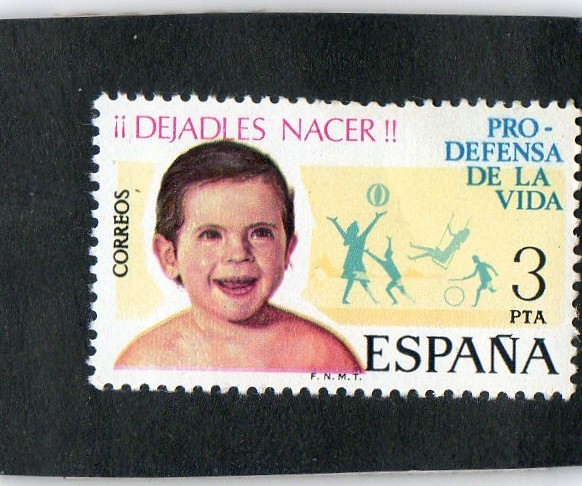 ¡¡ DEJADLES NACER !!
PRO-
DEFENSA
DE LA
VIDA
CORREOS
3
PTA
ESPAÑA
F.N.M.T.